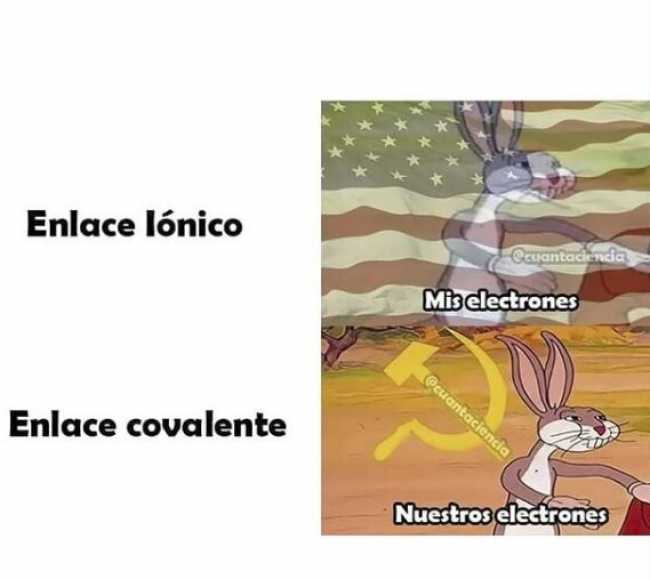 Enlace Iónico
@cuantaciencia
Mis electrones
Enlace covalente
@cuantaciencia
Nuestros electrones